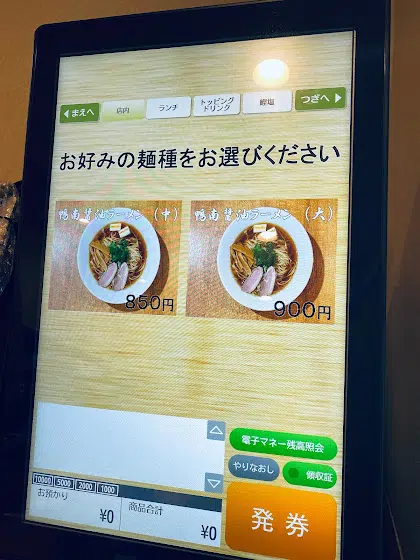 ◀ まえへ 店内 ランチ トッピング ドリンク 鰹塩 つぎへ ▶
お好みの麺種をお選びください
鴨南醤油ラーメン(中) 鴨南醤油ラーメン(大)
850円 900円
電子マネー残高照会
やりなおし 領収証
10000 5000 2000 1000
お預かり 商品合計
¥0 ¥0
発券